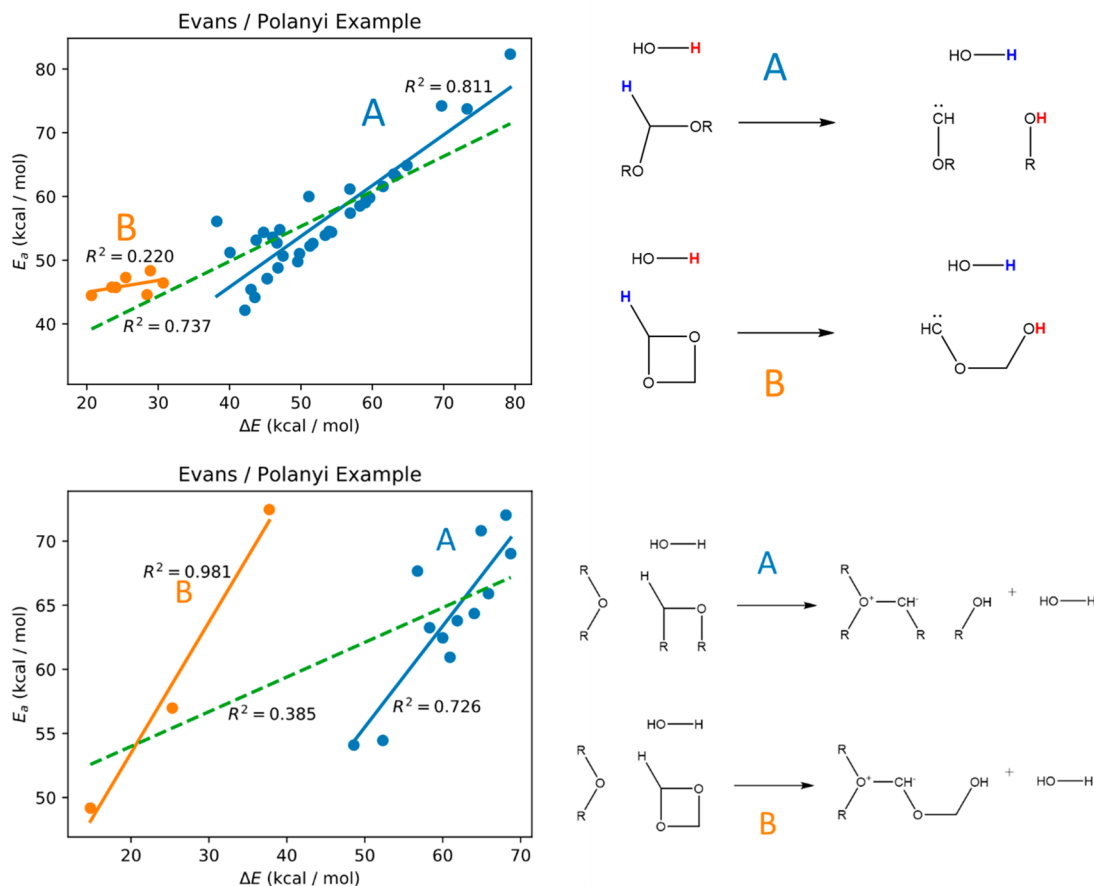 Evans / Polanyi Example
80
70
60
50
40
E_a (kcal / mol)
R² = 0.811
A
B
R² = 0.220
R² = 0.737
20 30 40 50 60 70 80
ΔE (kcal / mol)
HO—H
A
HO—H
H
OR
RO
C̈H
OR
OH
R
HO—H
HO—H
H
O
O
B
HC̈
OH
O
Evans / Polanyi Example
70
65
60
55
50
E_a (kcal / mol)
A
R² = 0.981
B
R² = 0.726
R² = 0.385
10 20 30 40 50 60 70
ΔE (kcal / mol)
HO—H
A
R
O
R
H
O
R R
R
O⁺—CH⁻
R R
OH
R
+
HO—H
HO—H
R
O
R
H
O
O
B
R
O⁺—CH⁻
R
O
OH
+
HO—H